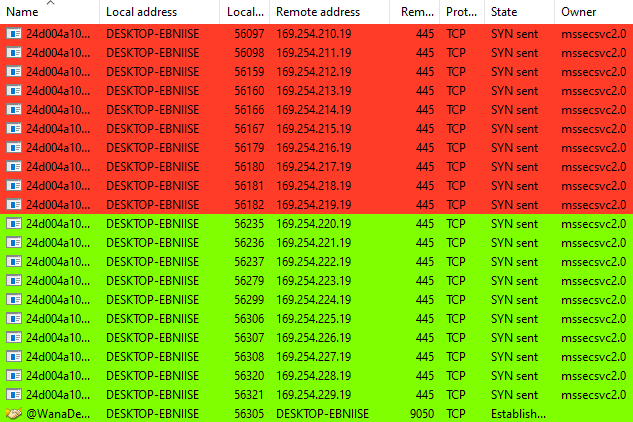 Name Local address Local... Remote address Rem... Prot... State Owner
24d004a10... DESKTOP-EBNIISE 56097 169.254.210.19 445 TCP SYN sent mssecsvc2.0
24d004a10... DESKTOP-EBNIISE 56098 169.254.211.19 445 TCP SYN sent mssecsvc2.0
24d004a10... DESKTOP-EBNIISE 56159 169.254.212.19 445 TCP SYN sent mssecsvc2.0
24d004a10... DESKTOP-EBNIISE 56160 169.254.213.19 445 TCP SYN sent mssecsvc2.0
24d004a10... DESKTOP-EBNIISE 56166 169.254.214.19 445 TCP SYN sent mssecsvc2.0
24d004a10... DESKTOP-EBNIISE 56167 169.254.215.19 445 TCP SYN sent mssecsvc2.0
24d004a10... DESKTOP-EBNIISE 56179 169.254.216.19 445 TCP SYN sent mssecsvc2.0
24d004a10... DESKTOP-EBNIISE 56180 169.254.217.19 445 TCP SYN sent mssecsvc2.0
24d004a10... DESKTOP-EBNIISE 56181 169.254.218.19 445 TCP SYN sent mssecsvc2.0
24d004a10... DESKTOP-EBNIISE 56182 169.254.219.19 445 TCP SYN sent mssecsvc2.0
24d004a10... DESKTOP-EBNIISE 56235 169.254.220.19 445 TCP SYN sent mssecsvc2.0
24d004a10... DESKTOP-EBNIISE 56236 169.254.221.19 445 TCP SYN sent mssecsvc2.0
24d004a10... DESKTOP-EBNIISE 56237 169.254.222.19 445 TCP SYN sent mssecsvc2.0
24d004a10... DESKTOP-EBNIISE 56279 169.254.223.19 445 TCP SYN sent mssecsvc2.0
24d004a10... DESKTOP-EBNIISE 56299 169.254.224.19 445 TCP SYN sent mssecsvc2.0
24d004a10... DESKTOP-EBNIISE 56306 169.254.225.19 445 TCP SYN sent mssecsvc2.0
24d004a10... DESKTOP-EBNIISE 56307 169.254.226.19 445 TCP SYN sent mssecsvc2.0
24d004a10... DESKTOP-EBNIISE 56308 169.254.227.19 445 TCP SYN sent mssecsvc2.0
24d004a10... DESKTOP-EBNIISE 56320 169.254.228.19 445 TCP SYN sent mssecsvc2.0
24d004a10... DESKTOP-EBNIISE 56321 169.254.229.19 445 TCP SYN sent mssecsvc2.0
@WanaDe... DESKTOP-EBNIISE 56305 DESKTOP-EBNIISE 9050 TCP Establish...